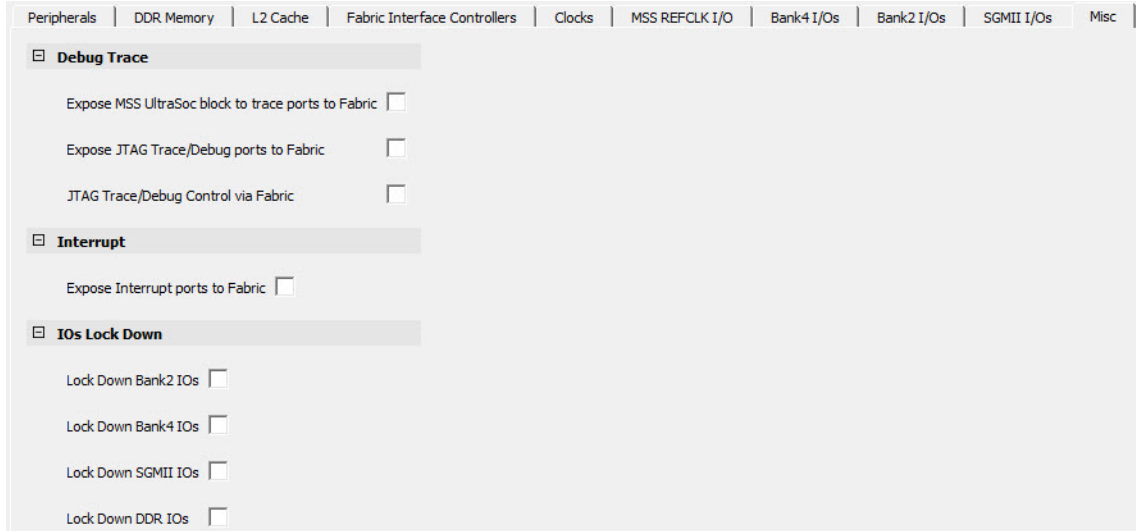 Peripherals DDR Memory L2 Cache Fabric Interface Controllers Clocks MSS REFCLK I/O Bank4 I/Os Bank2 I/Os SGMII I/Os Misc
Debug Trace
Expose MSS UltraSoc block to trace ports to Fabric
Expose JTAG Trace/Debug ports to Fabric
JTAG Trace/Debug Control via Fabric
Interrupt
Expose Interrupt ports to Fabric
IOs Lock Down
Lock Down Bank2 IOs
Lock Down Bank4 IOs
Lock Down SGMII IOs
Lock Down DDR IOs